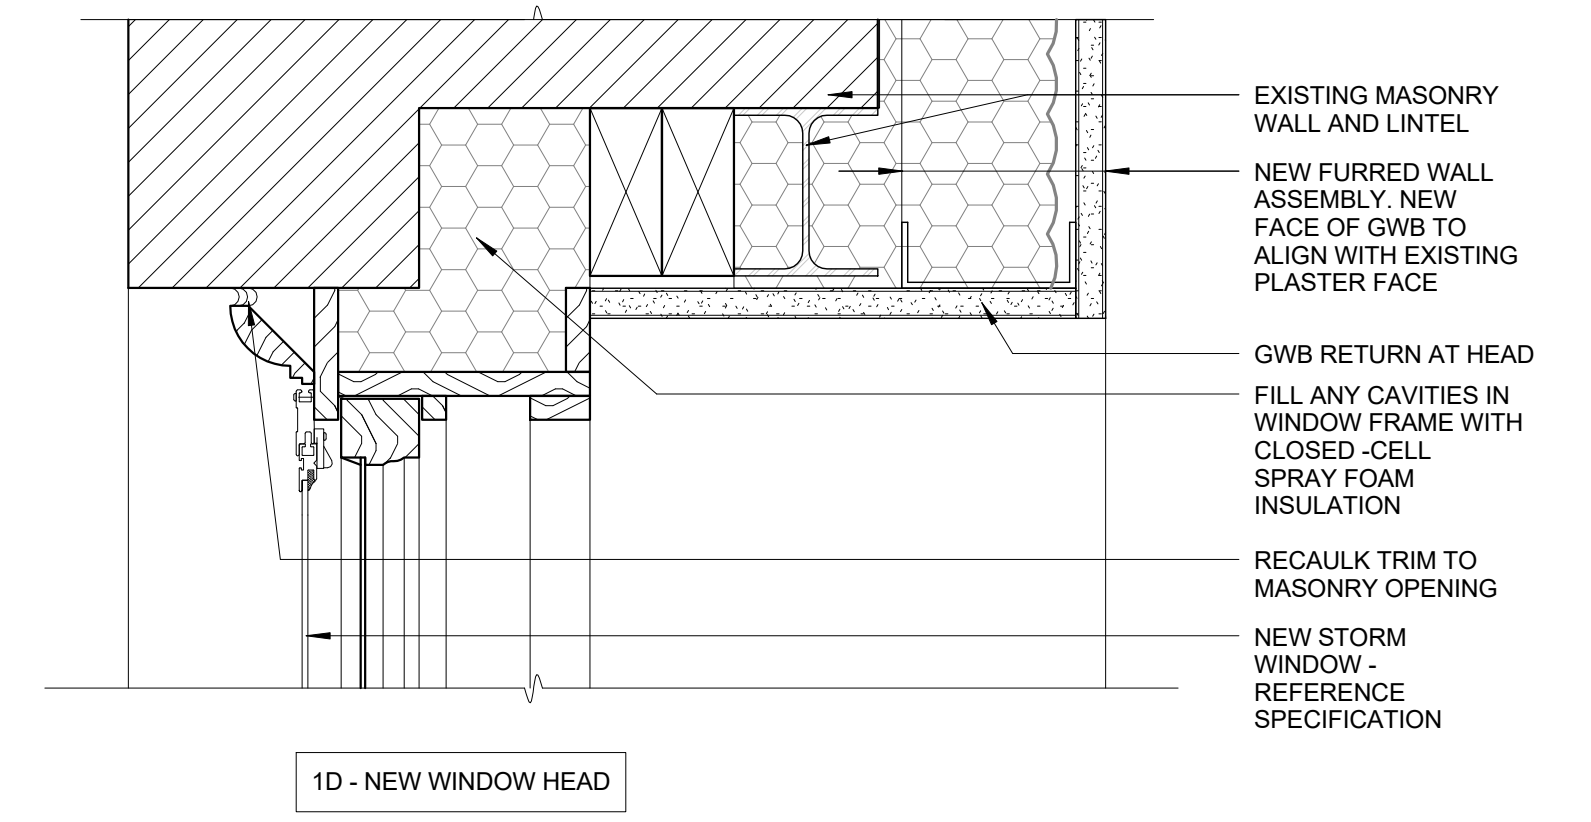 EXISTING MASONRY
WALL AND LINTEL
NEW FURRED WALL
ASSEMBLY. NEW
FACE OF GWB TO
ALIGN WITH EXISTING
PLASTER FACE
GWB RETURN AT HEAD
FILL ANY CAVITIES IN
WINDOW FRAME WITH
CLOSED -CELL
SPRAY FOAM
INSULATION
RECAULK TRIM TO
MASONRY OPENING
NEW STORM
WINDOW -
REFERENCE
SPECIFICATION
1D - NEW WINDOW HEAD